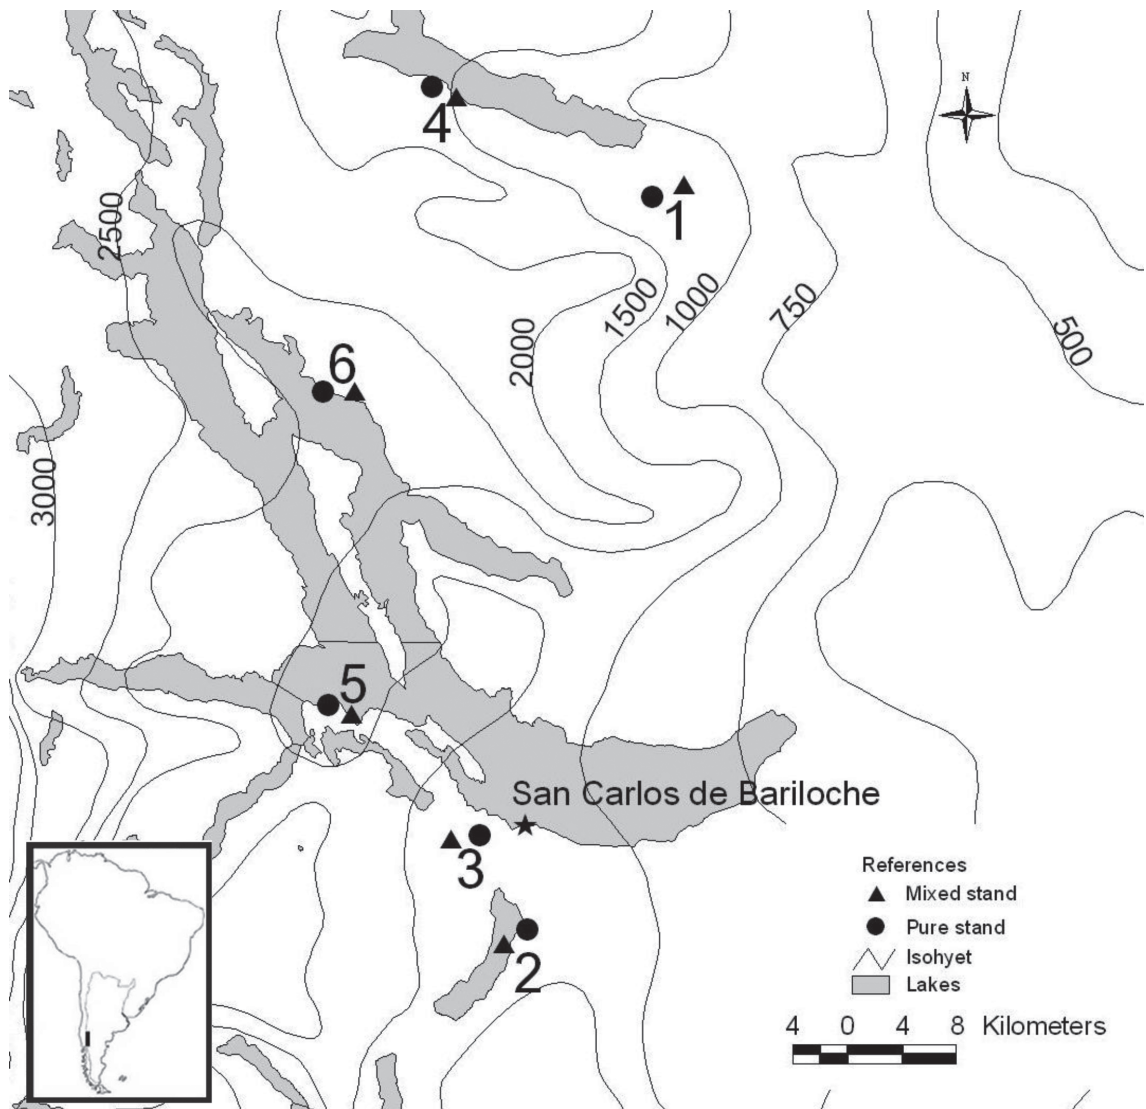 N
4
1
2500
1500
1000
750
500
2000
6
3000
5
San Carlos de Bariloche
3
2
References
Mixed stand
Pure stand
Isohyet
Lakes
4 0 4 8 Kilometers